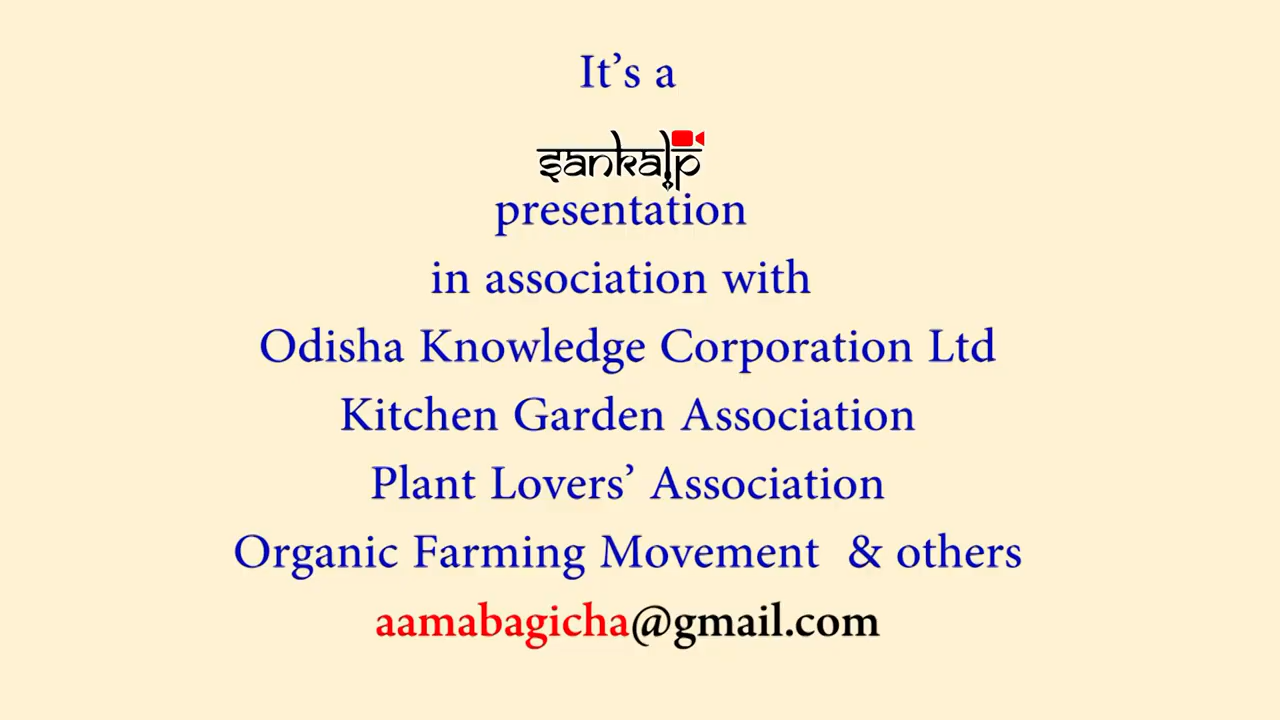 It’s a
sankalp
presentation
in association with
Odisha Knowledge Corporation Ltd
Kitchen Garden Association
Plant Lovers’ Association
Organic Farming Movement & others
aamabagicha@gmail.com